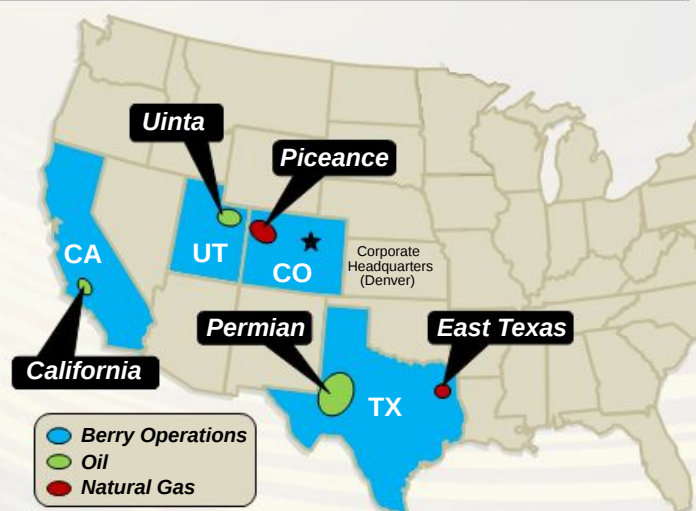 Uinta
Piceance
CA
UT
CO
Corporate
Headquarters
(Denver)
Permian
East Texas
California
TX
Berry Operations
Oil
Natural Gas